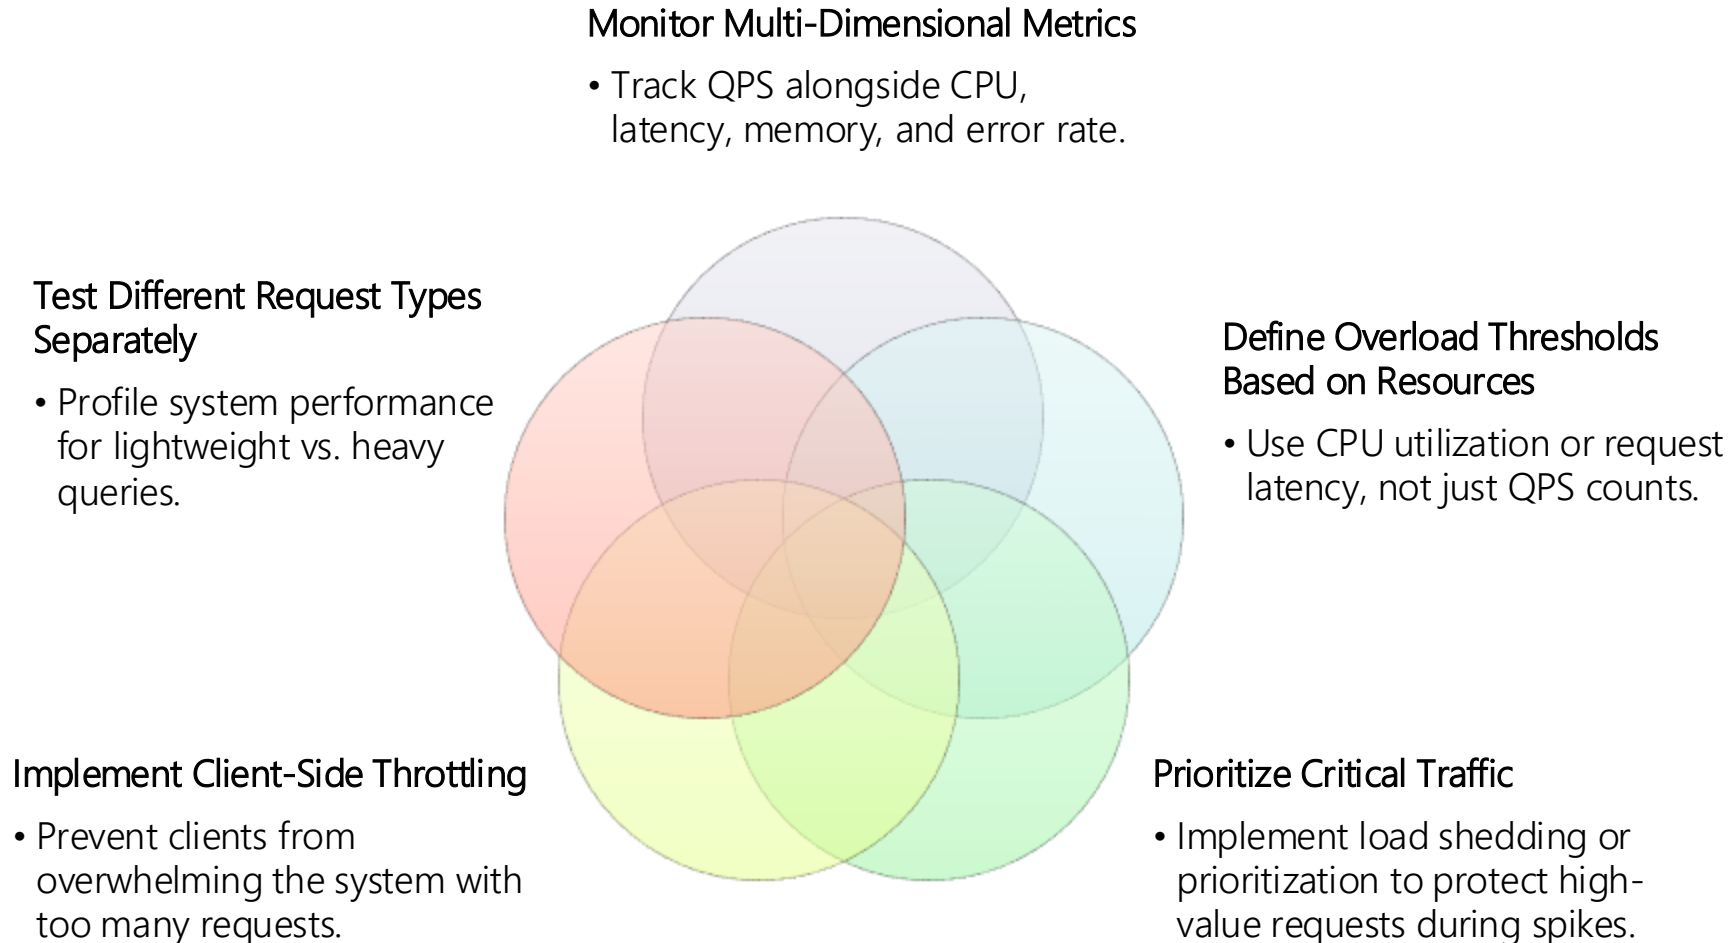 Monitor Multi-Dimensional Metrics
• Track QPS alongside CPU,
latency, memory, and error rate.
Test Different Request Types
Separately
• Profile system performance
for lightweight vs. heavy
queries.
Define Overload Thresholds
Based on Resources
• Use CPU utilization or request
latency, not just QPS counts.
Implement Client-Side Throttling
• Prevent clients from
overwhelming the system with
too many requests.
Prioritize Critical Traffic
• Implement load shedding or
prioritization to protect high-
value requests during spikes.